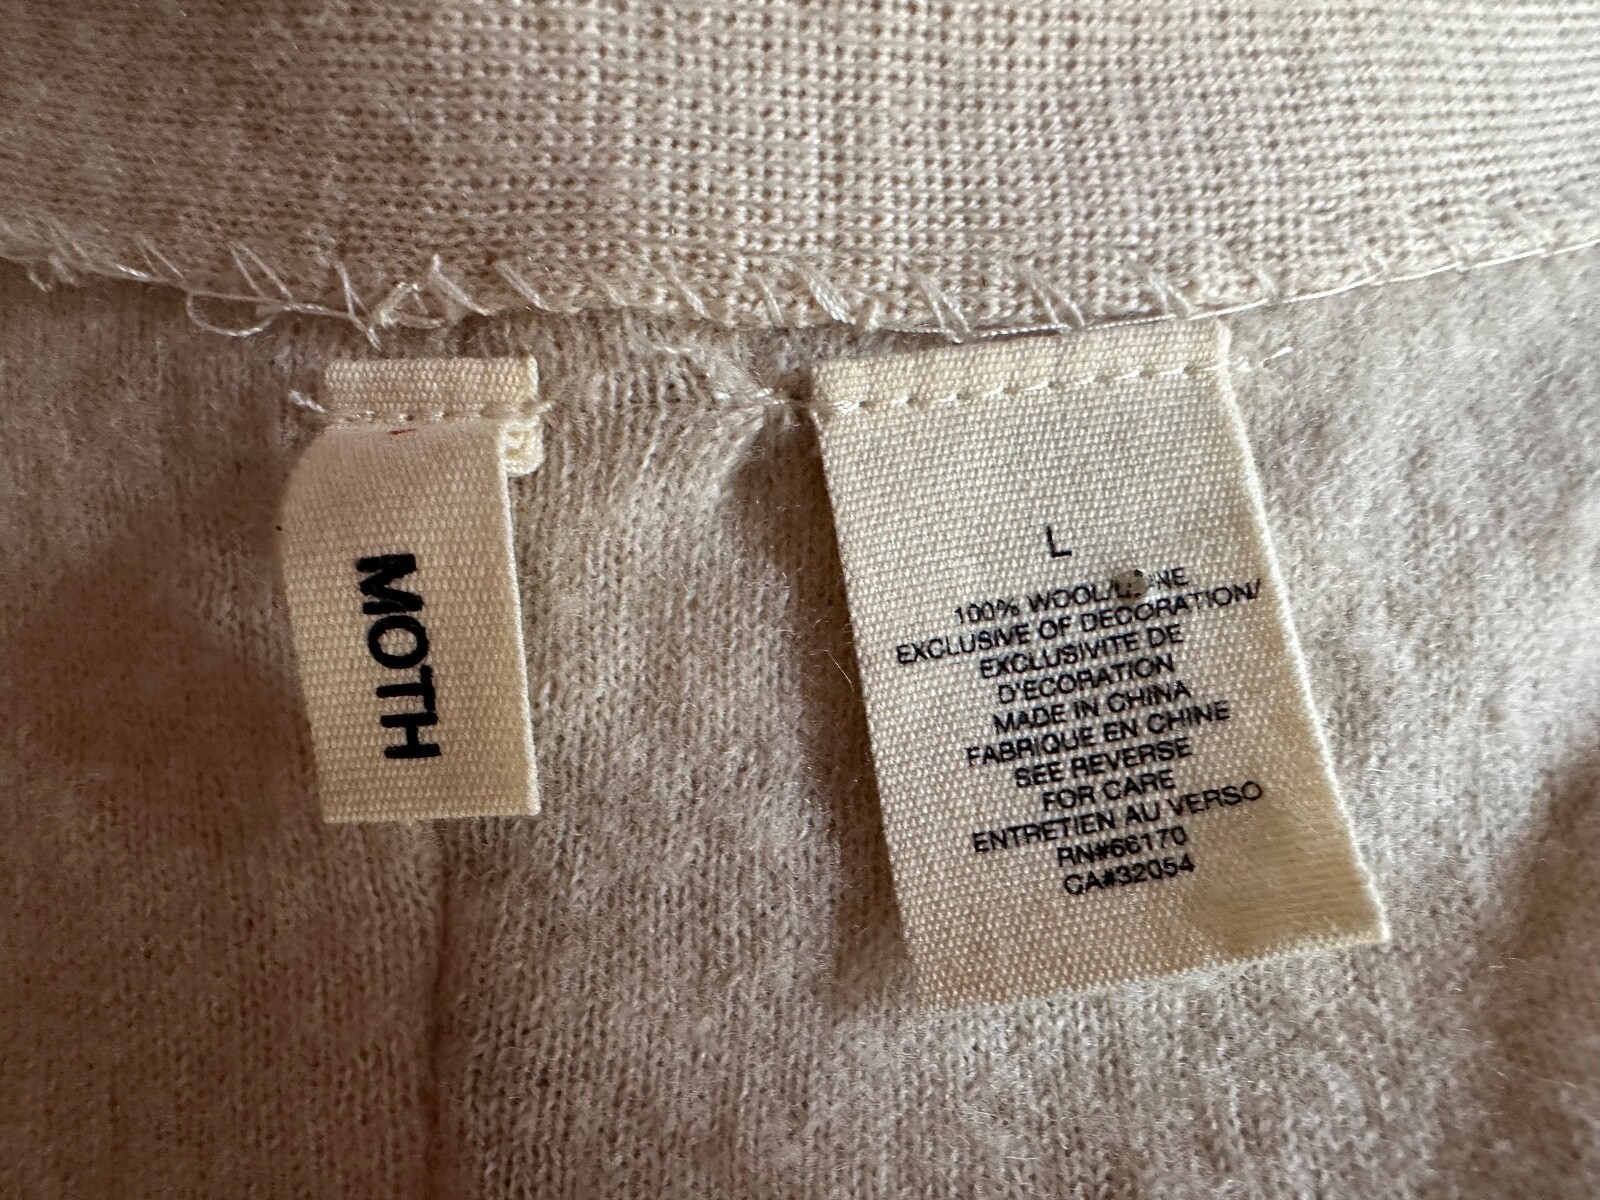 MOTH
L
100% WOOL/
EXCLUSIVE OF DECORATION/
EXCLUSIVITE DE
D'ECORATION
MADE IN CHINA
FABRIQUE EN CHINE
SEE REVERSE
FOR CARE
ENTRETIEN AU VERSO
RN#66170
CA#32054